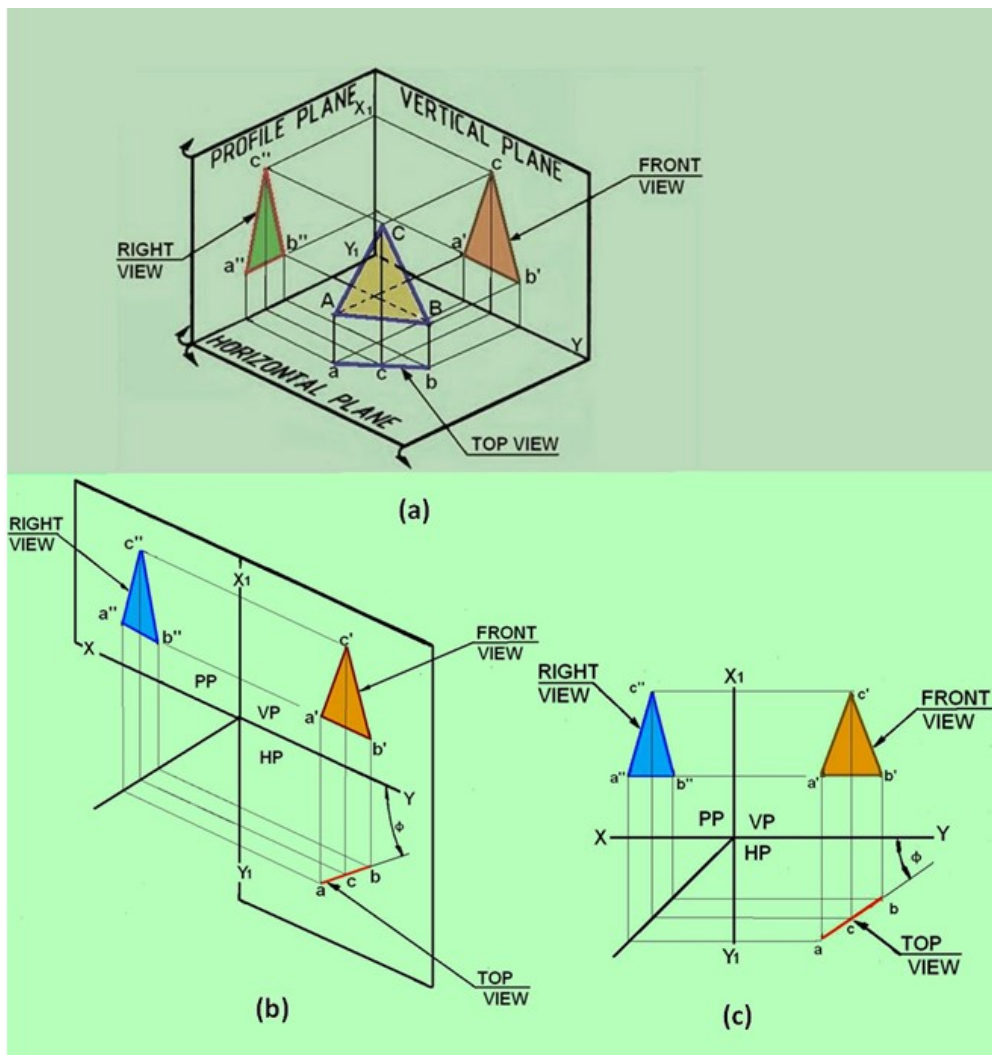 PROFILE PLANE
VERTICAL PLANE
X1
c"
c
FRONT
VIEW
RIGHT
VIEW
b"
a"
C
Y1
a'
b'
A
B
Y
HORIZONTAL PLANE
a
c
b
TOP VIEW
(a)
RIGHT
VIEW
c"
X1
a"
b"
c'
FRONT
VIEW
X
PP
VP
a'
b'
HP
Y
ϕ
Y1
a
c
b
TOP
VIEW
(b)
RIGHT
VIEW
c"
X1
c'
FRONT
VIEW
a"
b"
a'
b'
PP
VP
X
Y
HP
ϕ
b
c
a
Y1
TOP
VIEW
(c)